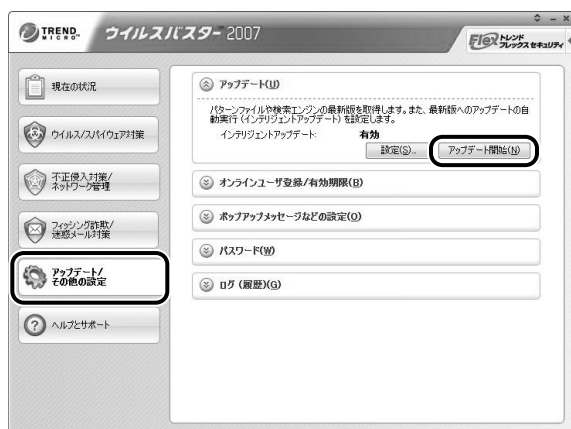 TREND MICRO ウイルスバスター 2007
Flex トレンド フレックス セキュリティ
現在の状況
ウイルス/スパイウェア対策
不正侵入対策/
ネットワーク管理
フィッシング詐欺/
迷惑メール対策
アップデート/
その他の設定
ヘルプとサポート
アップデート(U)
パターンファイルや検索エンジンの最新版を取得します。また、最新版へのアップデートの自
動実行(インテリジェントアップデート)を設定します。
インテリジェントアップデート: 有効
設定(S)... アップデート開始(N)
オンラインユーザ登録/有効期限(B)
ポップアップメッセージなどの設定(O)
パスワード(W)
ログ (履歴)(G)